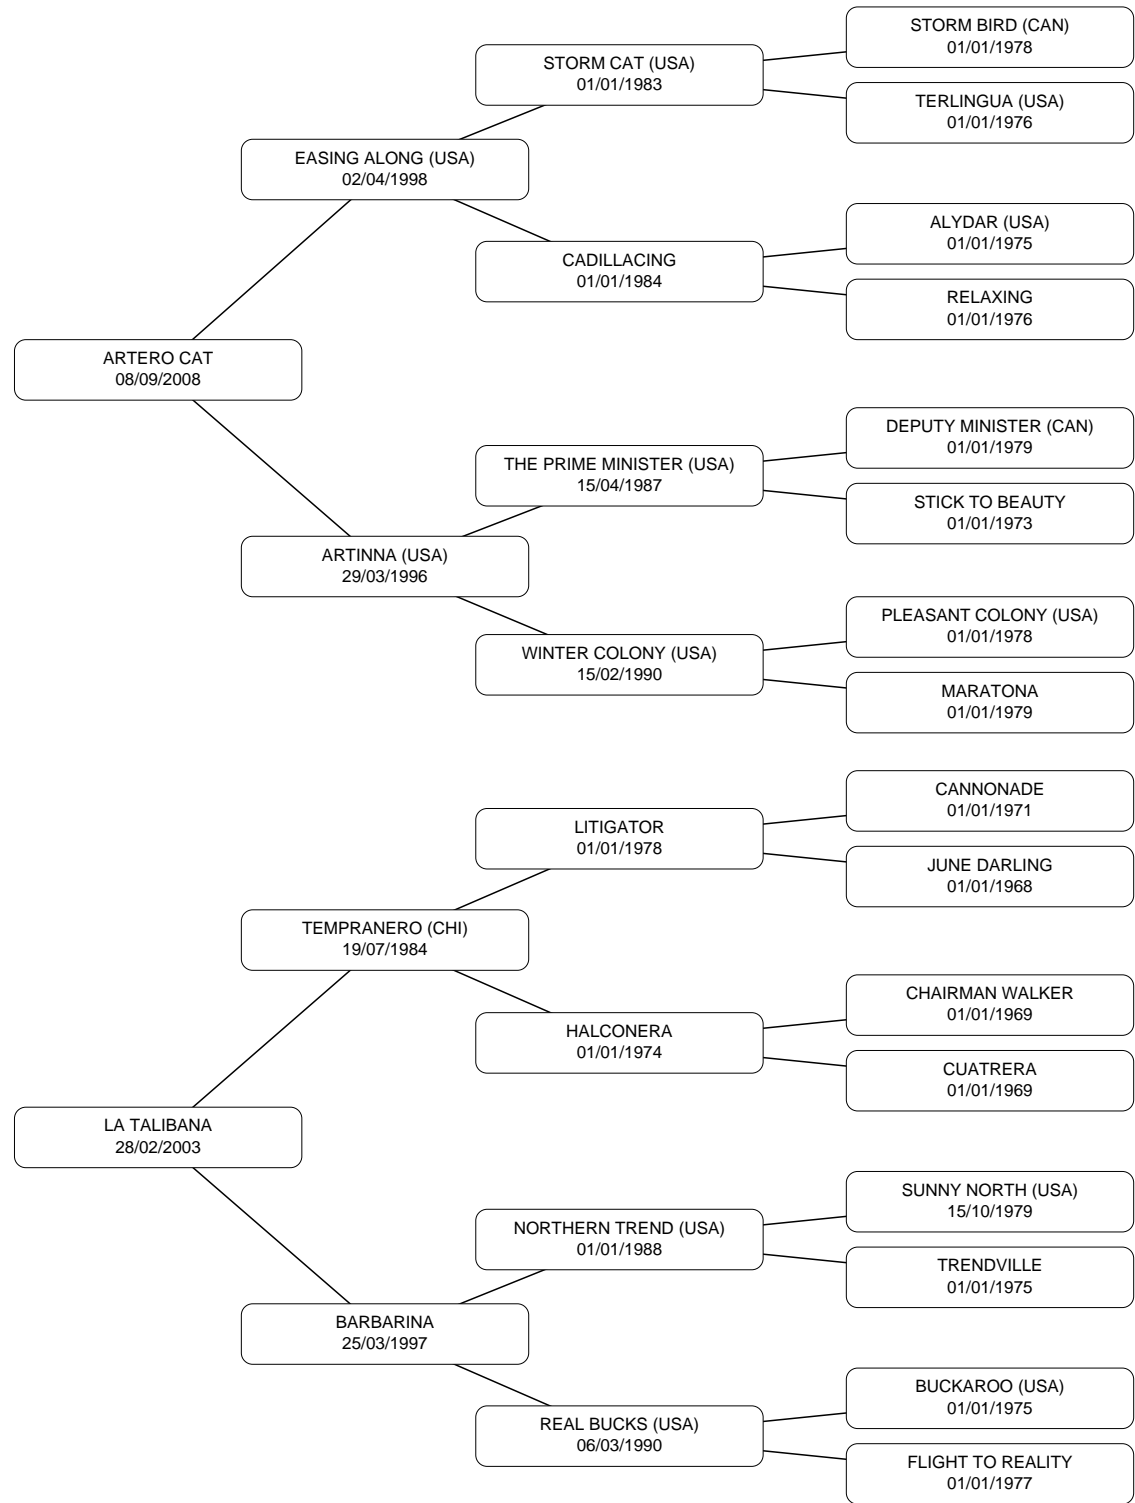 STORM BIRD (CAN)
01/01/1978
STORM CAT (USA)
01/01/1983
TERLINGUA (USA)
01/01/1976
EASING ALONG (USA)
02/04/1998
ALYDAR (USA)
01/01/1975
CADILLACING
01/01/1984
RELAXING
01/01/1976
ARTERO CAT
08/09/2008
DEPUTY MINISTER (CAN)
01/01/1979
THE PRIME MINISTER (USA)
15/04/1987
STICK TO BEAUTY
01/01/1973
ARTINNA (USA)
29/03/1996
PLEASANT COLONY (USA)
01/01/1978
WINTER COLONY (USA)
15/02/1990
MARATONA
01/01/1979
CANNONADE
01/01/1971
LITIGATOR
01/01/1978
JUNE DARLING
01/01/1968
TEMPRANERO (CHI)
19/07/1984
CHAIRMAN WALKER
01/01/1969
HALCONERA
01/01/1974
CUATRERA
01/01/1969
LA TALIBANA
28/02/2003
SUNNY NORTH (USA)
15/10/1979
NORTHERN TREND (USA)
01/01/1988
TRENDVILLE
01/01/1975
BARBARINA
25/03/1997
BUCKAROO (USA)
01/01/1975
REAL BUCKS (USA)
06/03/1990
FLIGHT TO REALITY
01/01/1977